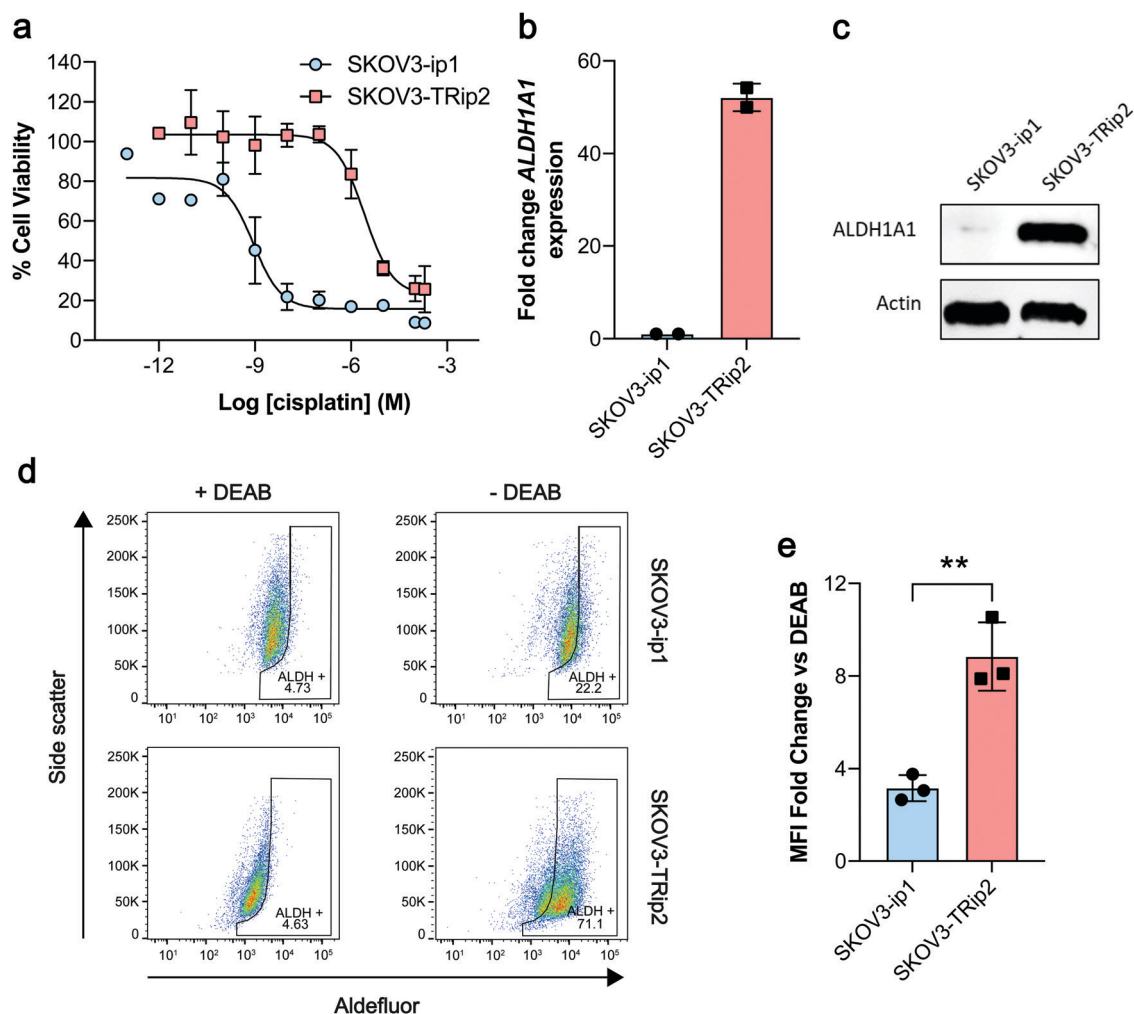 a
140
120
100
80
60
40
20
0
-12
-9
-6
-3
% Cell Viability
Log [cisplatin] (M)
SKOV3-ip1
SKOV3-TRip2
b
60
40
20
0
Fold change ALDH1A1
expression
SKOV3-ip1
SKOV3-TRip2
c
SKOV3-ip1
SKOV3-TRip2
ALDH1A1
Actin
d
+ DEAB
- DEAB
250K
200K
150K
100K
50K
0
ALDH +
4.73
10¹
10²
10³
10⁴
10⁵
250K
200K
150K
100K
50K
0
ALDH +
22.2
10¹
10²
10³
10⁴
10⁵
SKOV3-ip1
250K
200K
150K
100K
50K
0
ALDH +
4.63
10¹
10²
10³
10⁴
10⁵
250K
200K
150K
100K
50K
0
ALDH +
71.1
10¹
10²
10³
10⁴
10⁵
SKOV3-TRip2
Side scatter
Aldefluor
e
**
12
8
4
0
MFI Fold Change vs DEAB
SKOV3-ip1
SKOV3-TRip2